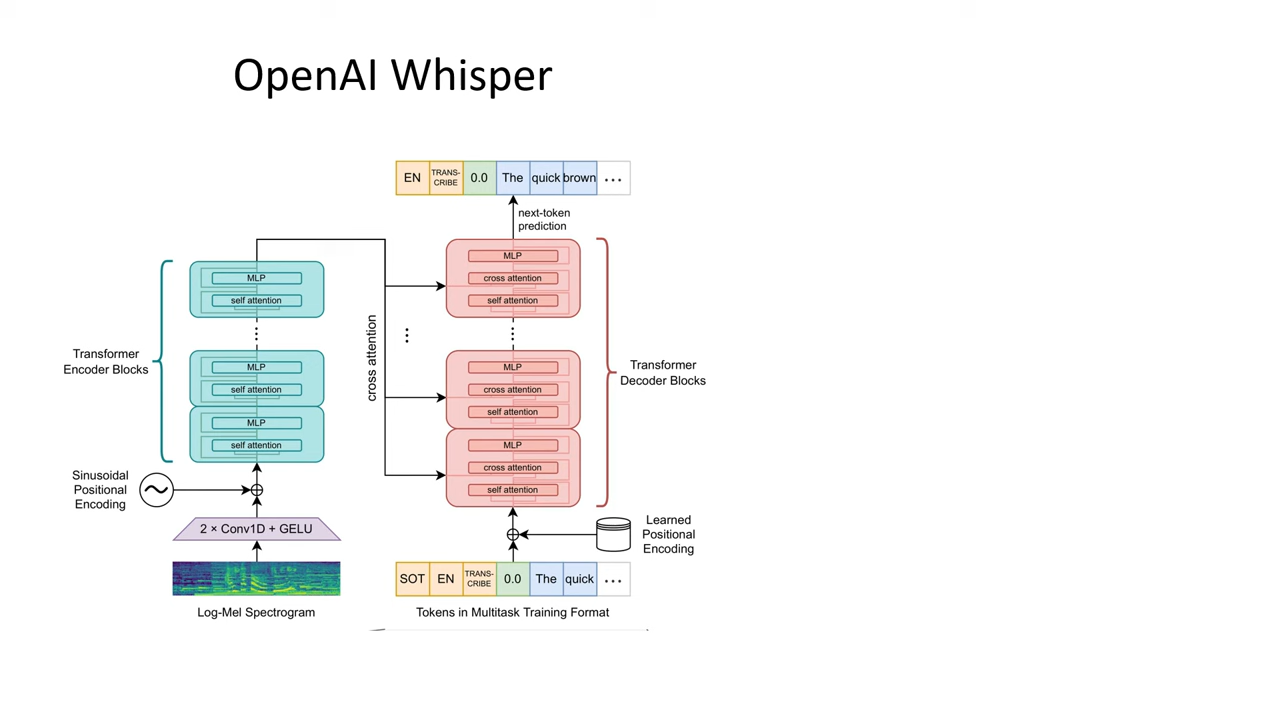 OpenAI Whisper
EN TRANS-CRIBE 0.0 The quick brown ...
next-token
prediction
MLP
self attention
MLP
self attention
MLP
self attention
Transformer
Encoder Blocks
cross attention
MLP
cross attention
self attention
MLP
cross attention
self attention
MLP
cross attention
self attention
Transformer
Decoder Blocks
Sinusoidal
Positional
Encoding
2 × Conv1D + GELU
Learned
Positional
Encoding
SOT EN TRANS-CRIBE 0.0 The quick ...
Log-Mel Spectrogram
Tokens in Multitask Training Format